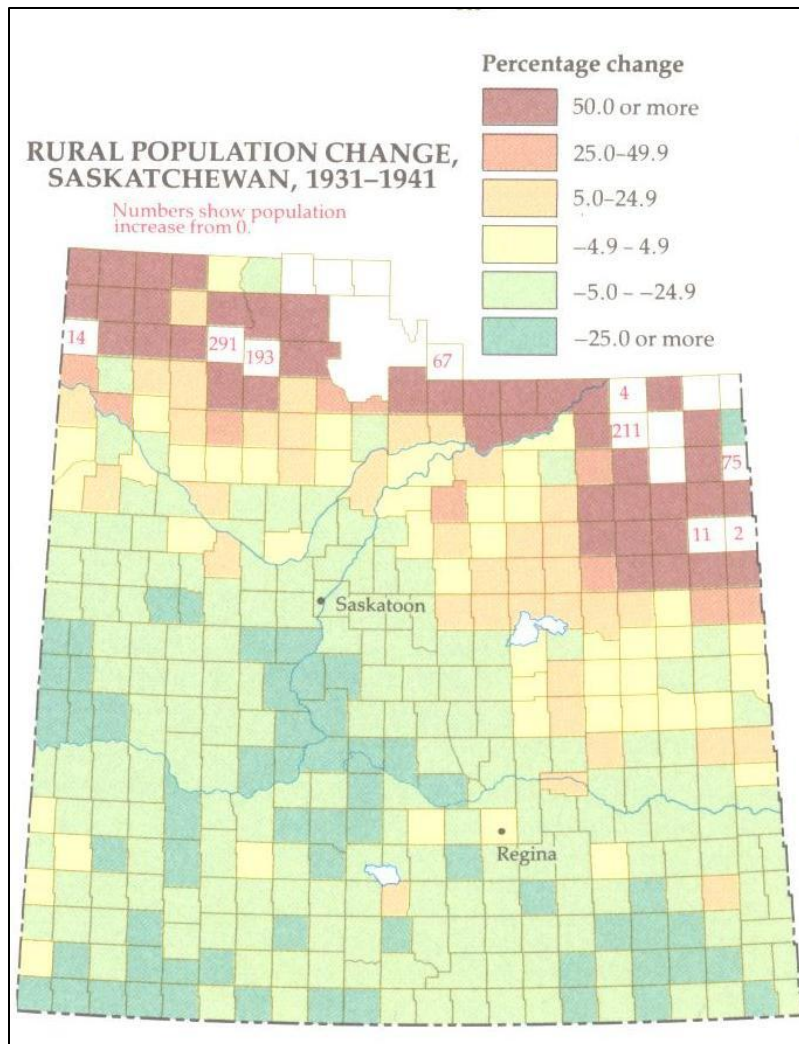 Percentage change
50.0 or more
25.0–49.9
5.0–24.9
–4.9 – 4.9
–5.0 – –24.9
–25.0 or more
RURAL POPULATION CHANGE,
SASKATCHEWAN, 1931–1941
Numbers show population
increase from 0.
14
291
193
67
4
211
75
11
2
Saskatoon
Regina